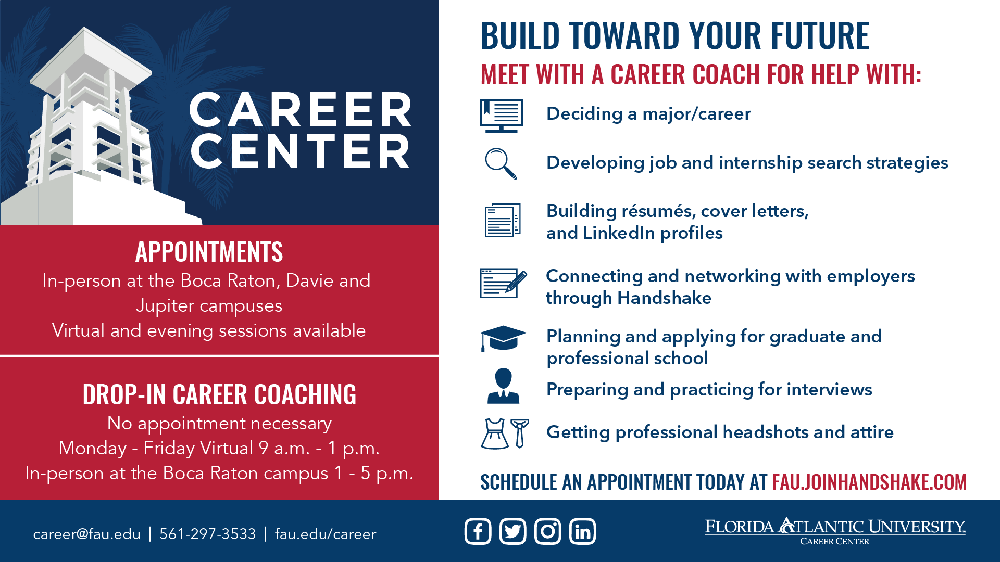 CAREER
CENTER
APPOINTMENTS
In-person at the Boca Raton, Davie and
Jupiter campuses
Virtual and evening sessions available
DROP-IN CAREER COACHING
No appointment necessary
Monday - Friday Virtual 9 a.m. - 1 p.m.
In-person at the Boca Raton campus 1 - 5 p.m.
BUILD TOWARD YOUR FUTURE
MEET WITH A CAREER COACH FOR HELP WITH:
Deciding a major/career
Developing job and internship search strategies
Building résumés, cover letters,
and LinkedIn profiles
Connecting and networking with employers
through Handshake
Planning and applying for graduate and
professional school
Preparing and practicing for interviews
Getting professional headshots and attire
SCHEDULE AN APPOINTMENT TODAY AT FAU.JOINHANDSHAKE.COM
career@fau.edu | 561-297-3533 | fau.edu/career
FLORIDA ATLANTIC UNIVERSITY
CAREER CENTER